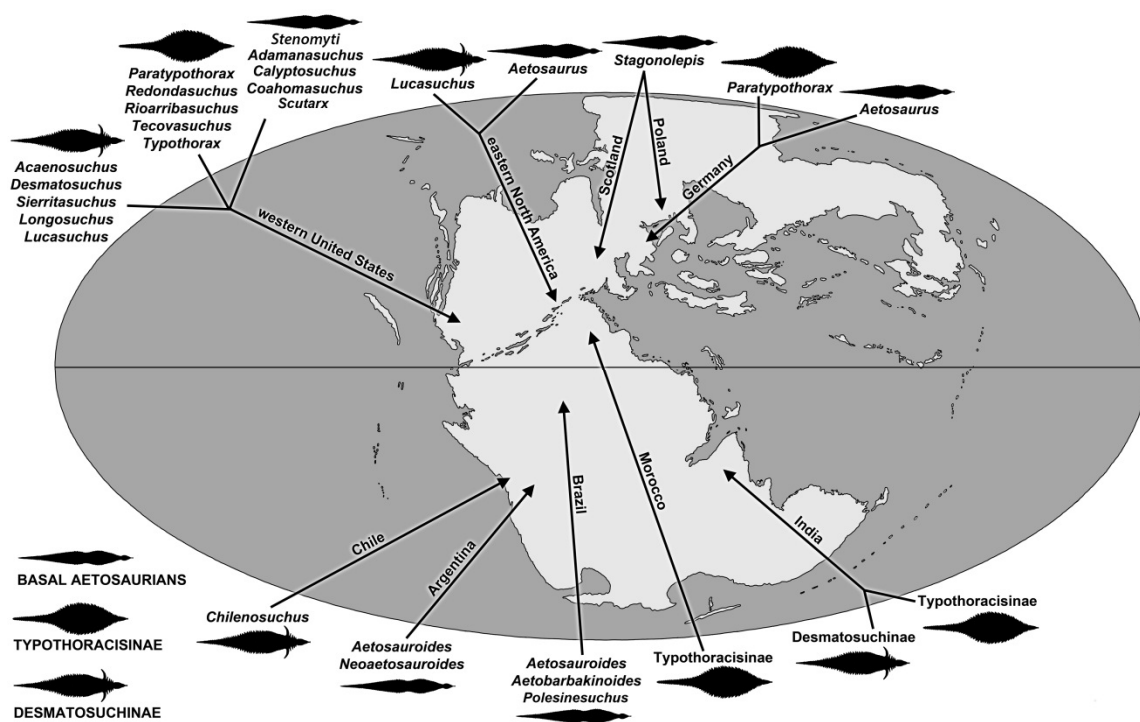 Stenomyti
Adamanasuchus
Calyptosuchus
Coahomasuchus
Scutarx
Paratypothorax
Redondasuchus
Rioarribasuchus
Tecovasuchus
Typothorax
Acaenosuchus
Desmatosuchus
Sierritasuchus
Longosuchus
Lucasuchus
western United States
Lucasuchus
Aetosaurus
eastern North America
Stagonolepis
Scotland
Poland
Paratypothorax
Aetosaurus
Germany
Chile
Chilenosuchus
Argentina
Aetosauroides
Neoaetosauroides
Brazil
Aetosauroides
Aetobarbakinoides
Polesinesuchus
Morocco
Typothoracisinae
India
Typothoracisinae
Desmatosuchinae
BASAL AETOSAURIANS
TYPOTHORACISINAE
DESMATOSUCHINAE